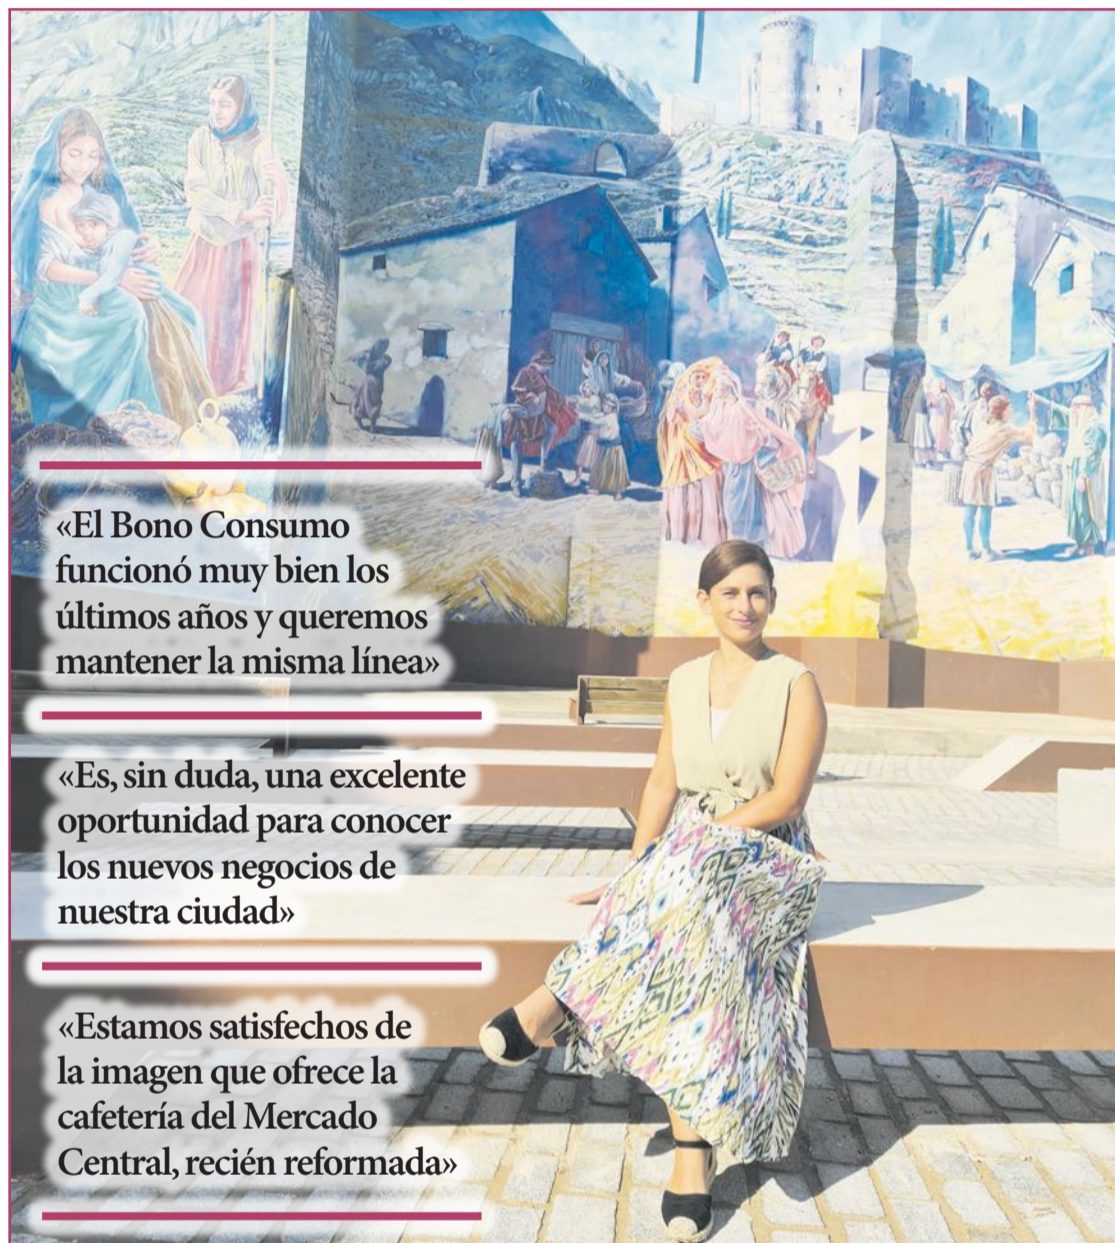 «El Bono Consumo
funcionó muy bien los
últimos años y queremos
mantener la misma línea»
«Es, sin duda, una excelente
oportunidad para conocer
los nuevos negocios de
nuestra ciudad»
«Estamos satisfechos de
la imagen que ofrece la
cafetería del Mercado
Central, recién reformada»